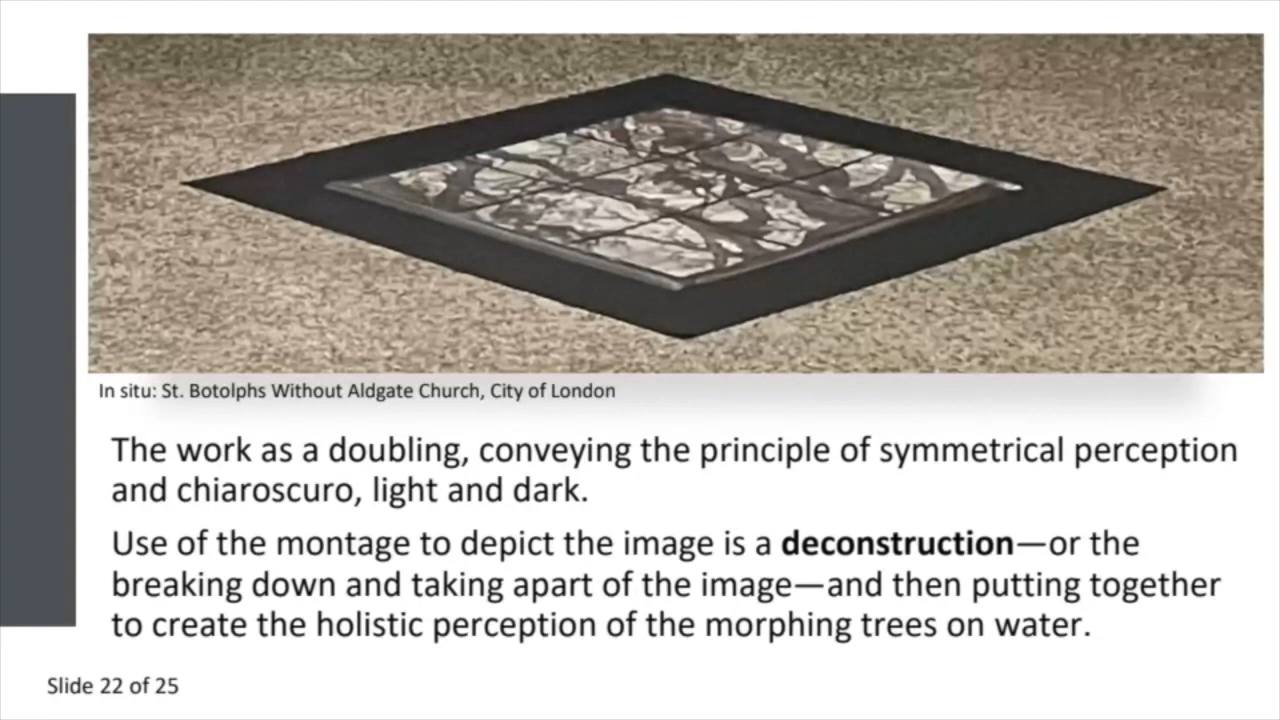 In situ: St. Botolphs Without Aldgate Church, City of London
The work as a doubling, conveying the principle of symmetrical perception
and chiaroscuro, light and dark.
Use of the montage to depict the image is a deconstruction—or the
breaking down and taking apart of the image—and then putting together
to create the holistic perception of the morphing trees on water.
Slide 22 of 25